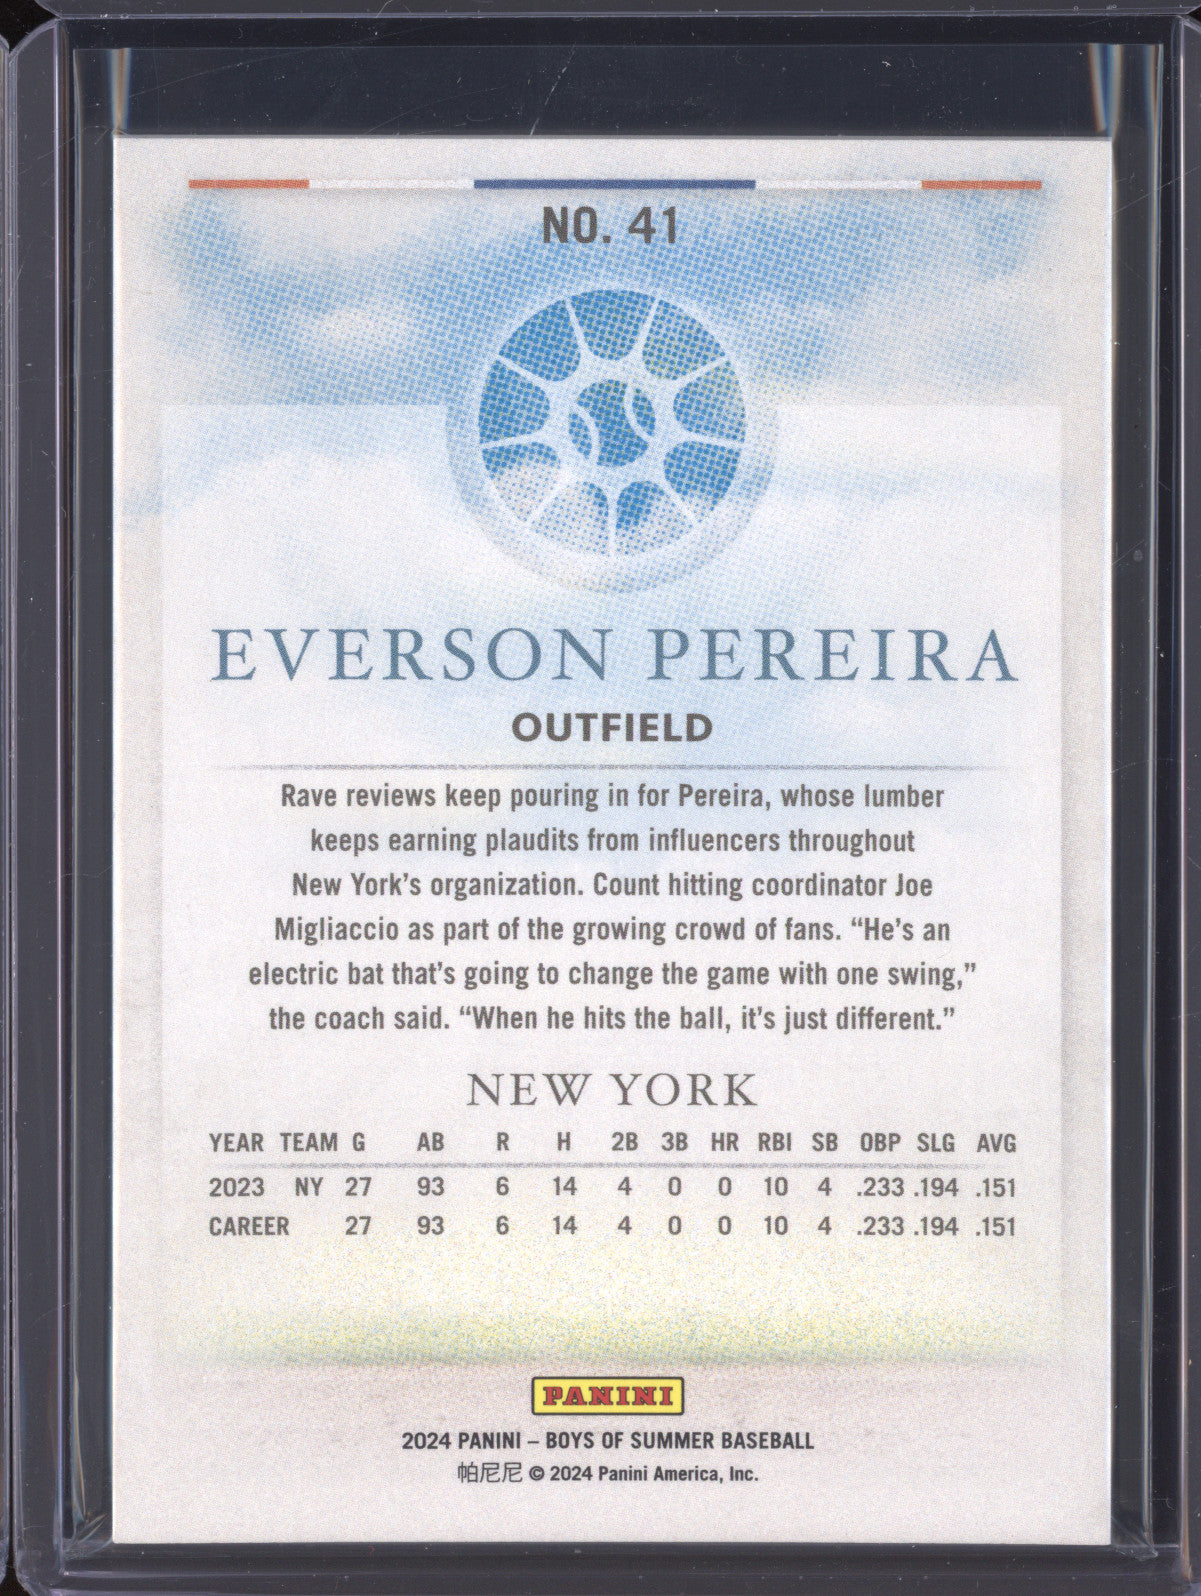 NO. 41
EVERSON PEREIRA
OUTFIELD
Rave reviews keep pouring in for Pereira, whose lumber
keeps earning plaudits from influencers throughout
New York's organization. Count hitting coordinator Joe
Migliaccio as part of the growing crowd of fans. “He's an
electric bat that's going to change the game with one swing,”
the coach said. “When he hits the ball, it's just different.”
NEW YORK
YEAR TEAM G AB R H 2B 3B HR RBI SB OBP SLG AVG
2023 NY 27 93 6 14 4 0 0 10 4 .233 .194 .151
CAREER 27 93 6 14 4 0 0 10 4 .233 .194 .151
PANINI
2024 PANINI – BOYS OF SUMMER BASEBALL
帕尼尼 © 2024 Panini America, Inc.